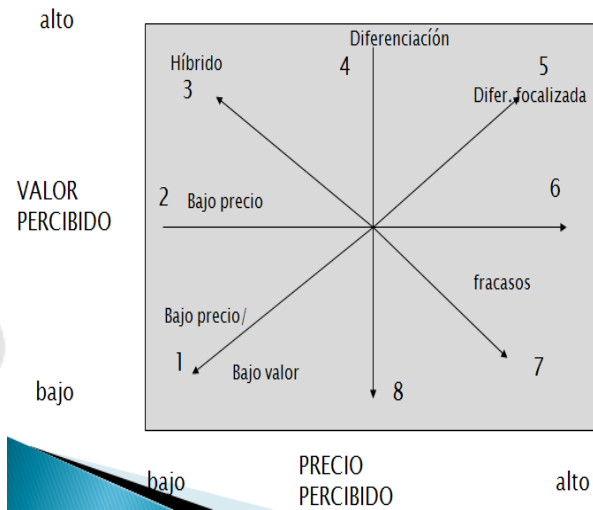 alto
Diferenciación
Híbrido
4
5
3
Difer. focalizada
VALOR
PERCIBIDO
2
Bajo precio
6
fracasos
Bajo precio/
1
Bajo valor
7
bajo
8
bajo
PRECIO
PERCIBIDO
alto